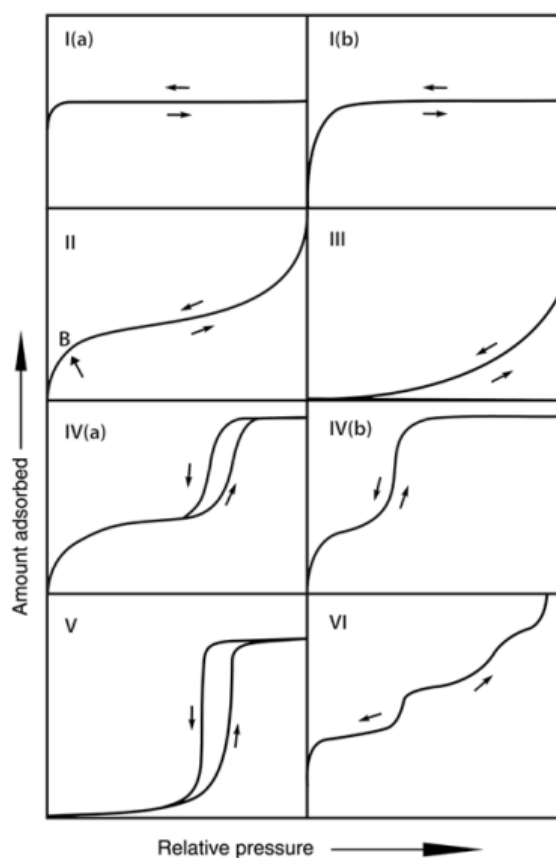 I(a)
I(b)
II
III
B
IV(a)
IV(b)
V
VI
Amount adsorbed
Relative pressure